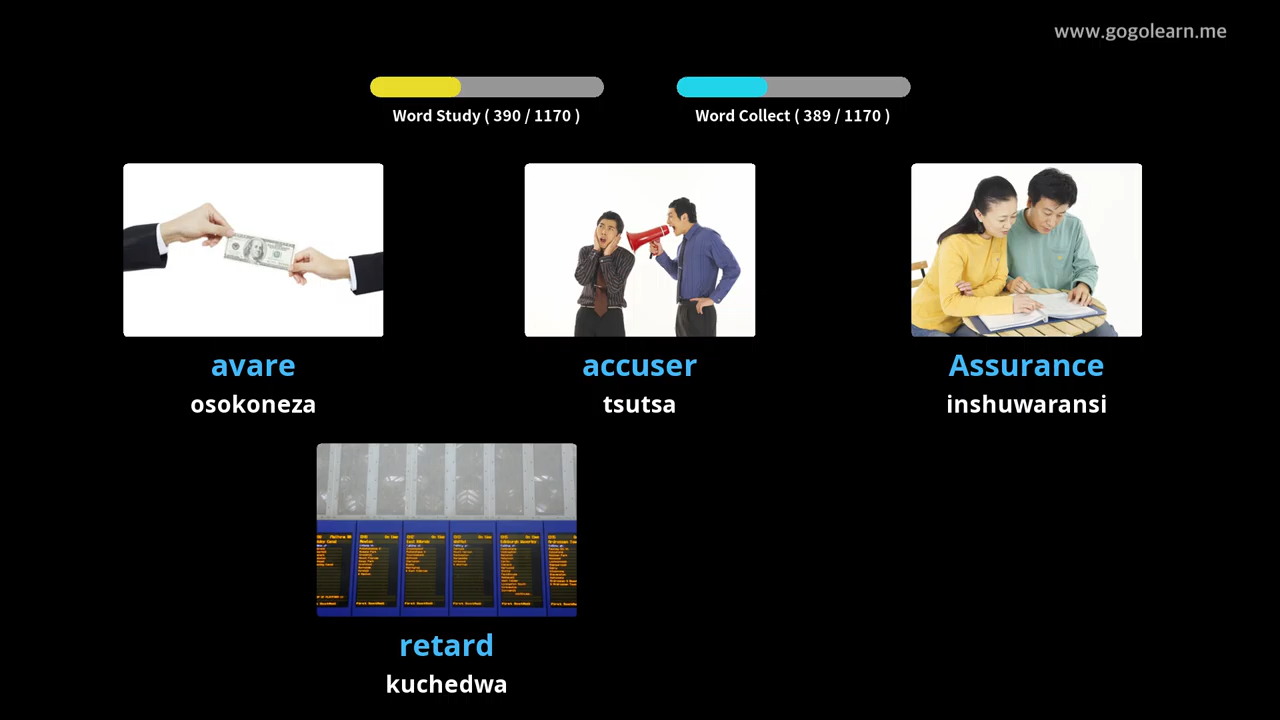 www.gogolearn.me
Word Study ( 390 / 1170 )
Word Collect ( 389 / 1170 )
avare
osokoneza
accuser
tsutsa
Assurance
inshuwaransi
retard
kuchedwa